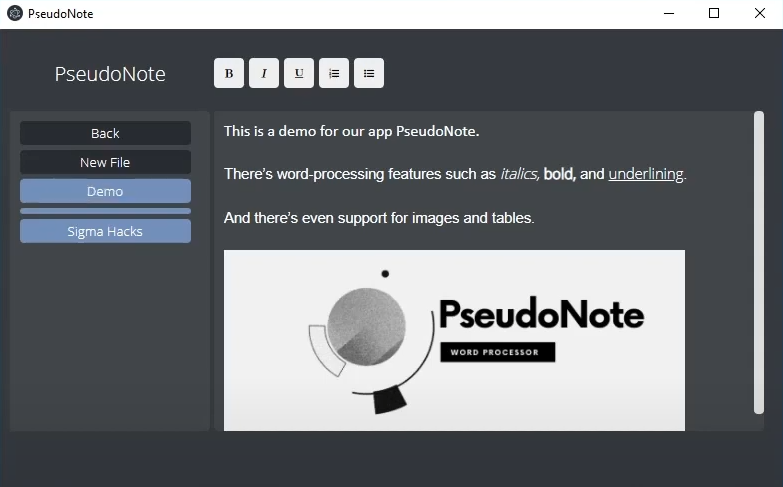 PseudoNote
PseudoNote
B I U
Back
New File
Demo
Sigma Hacks
This is a demo for our app PseudoNote.
There’s word-processing features such as italics, bold, and underlining.
And there’s even support for images and tables.
PseudoNote
WORD PROCESSOR